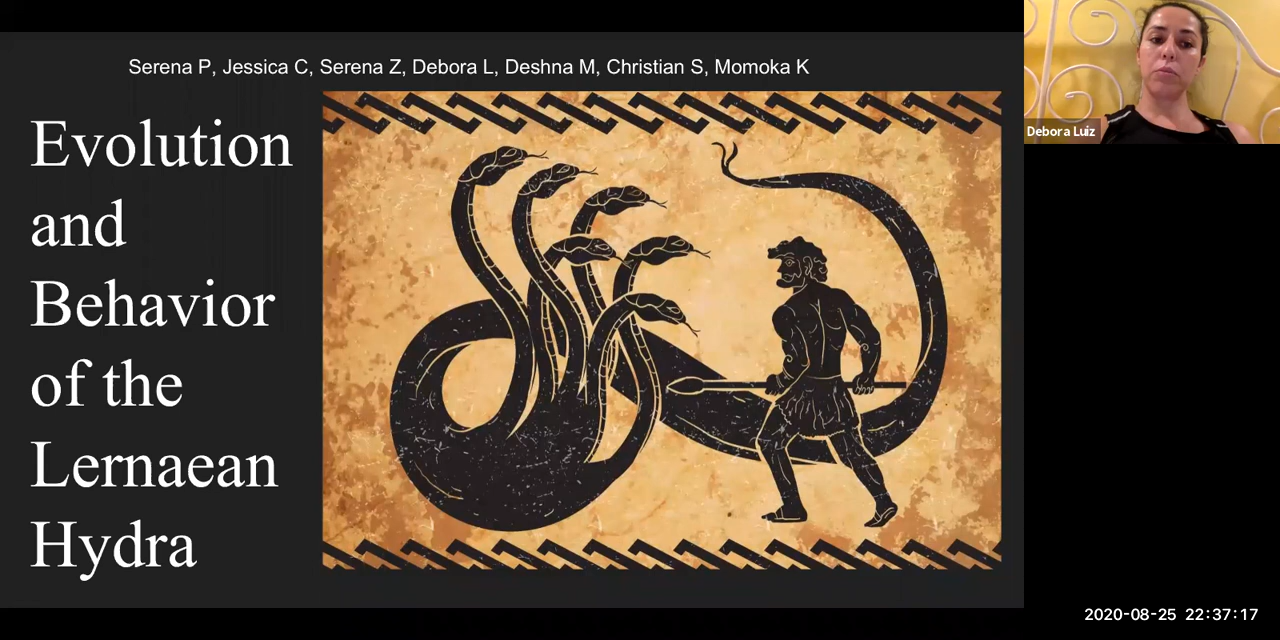 Serena P, Jessica C, Serena Z, Debora L, Deshna M, Christian S, Momoka K
Evolution
and
Behavior
of the
Lernaean
Hydra
Debora Luiz
2020-08-25 22:37:17